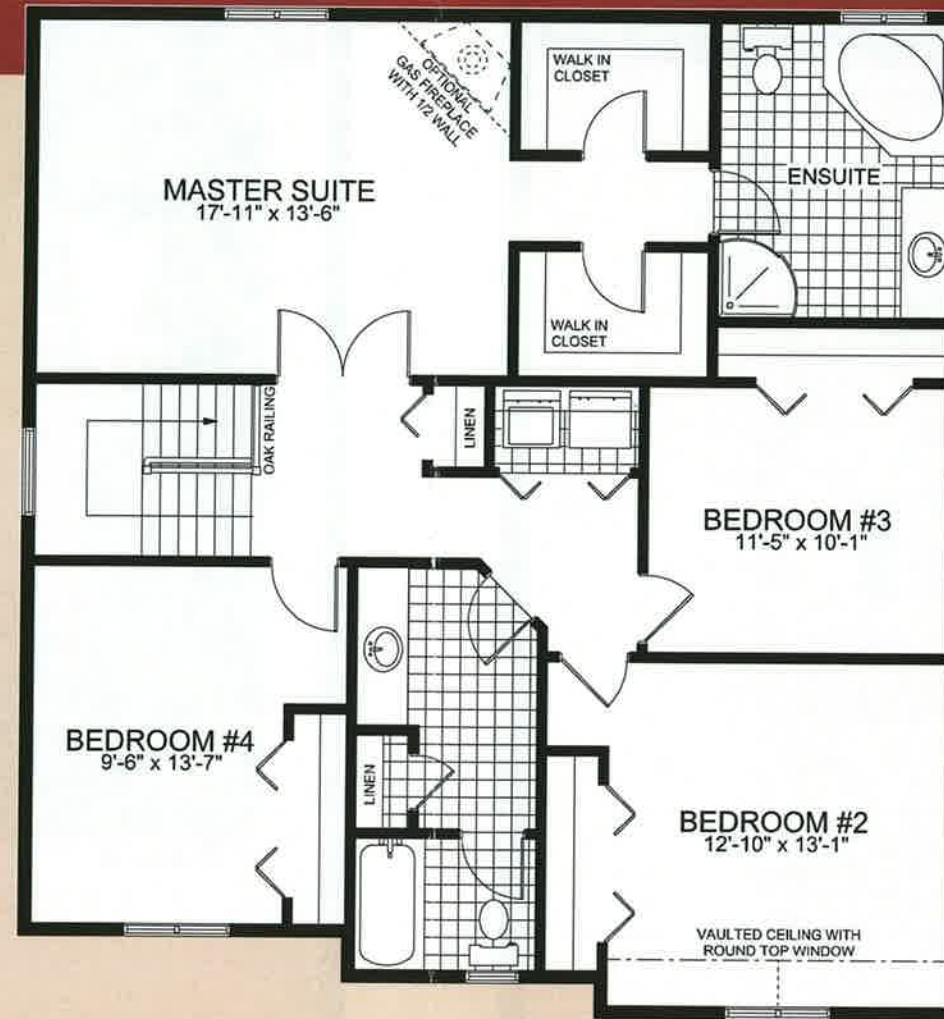 OPTIONAL
GAS FIREPLACE
WITH 1/2 WALL
WALK IN
CLOSET
MASTER SUITE
17'-11" x 13'-6"
ENSUITE
WALK IN
CLOSET
OAK RAILING
LINEN
BEDROOM #3
11'-5" x 10'-1"
BEDROOM #4
9'-6" x 13'-7"
LINEN
BEDROOM #2
12'-10" x 13'-1"
VAULTED CEILING WITH
ROUND TOP WINDOW